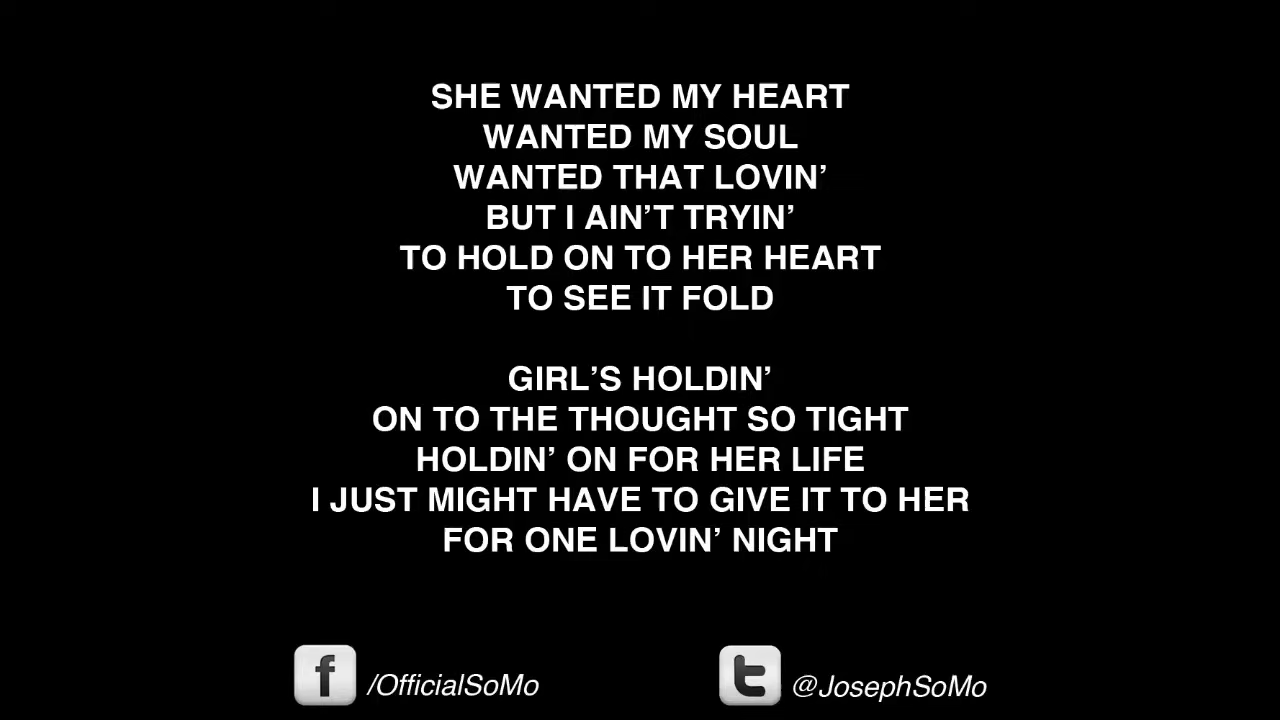 SHE WANTED MY HEART
WANTED MY SOUL
WANTED THAT LOVIN’
BUT I AIN’T TRYIN’
TO HOLD ON TO HER HEART
TO SEE IT FOLD
GIRL’S HOLDIN’
ON TO THE THOUGHT SO TIGHT
HOLDIN’ ON FOR HER LIFE
I JUST MIGHT HAVE TO GIVE IT TO HER
FOR ONE LOVIN’ NIGHT
f /OfficialSoMo
t @JosephSoMo